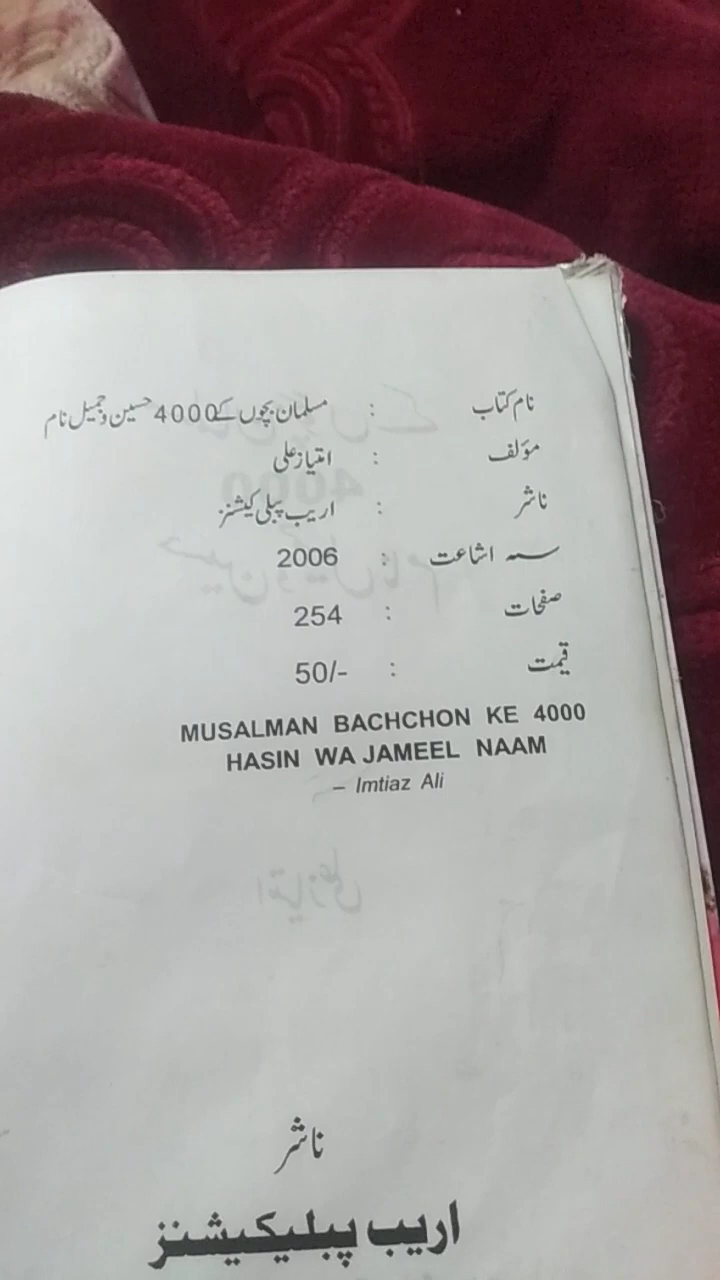 نام کتاب : مسلمان بچوں کے 4000 حسین و جمیل نام
مؤلف : امتیاز علی
ناشر : اریب پبلی کیشنز
سنہ اشاعت : 2006
صفحات : 254
قیمت : 50/-
MUSALMAN BACHCHON KE 4000
HASIN WA JAMEEL NAAM
– Imtiaz Ali
ناشر
اریب پبلیکیشنز